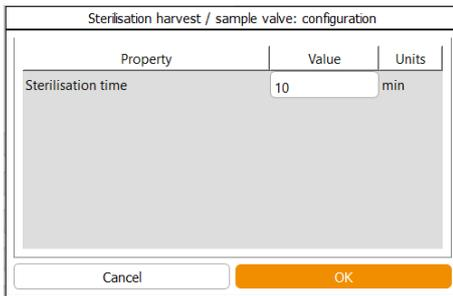 Sterilisation harvest / sample valve: configuration
Property Value Units
Sterilisation time 10 min
Cancel OK